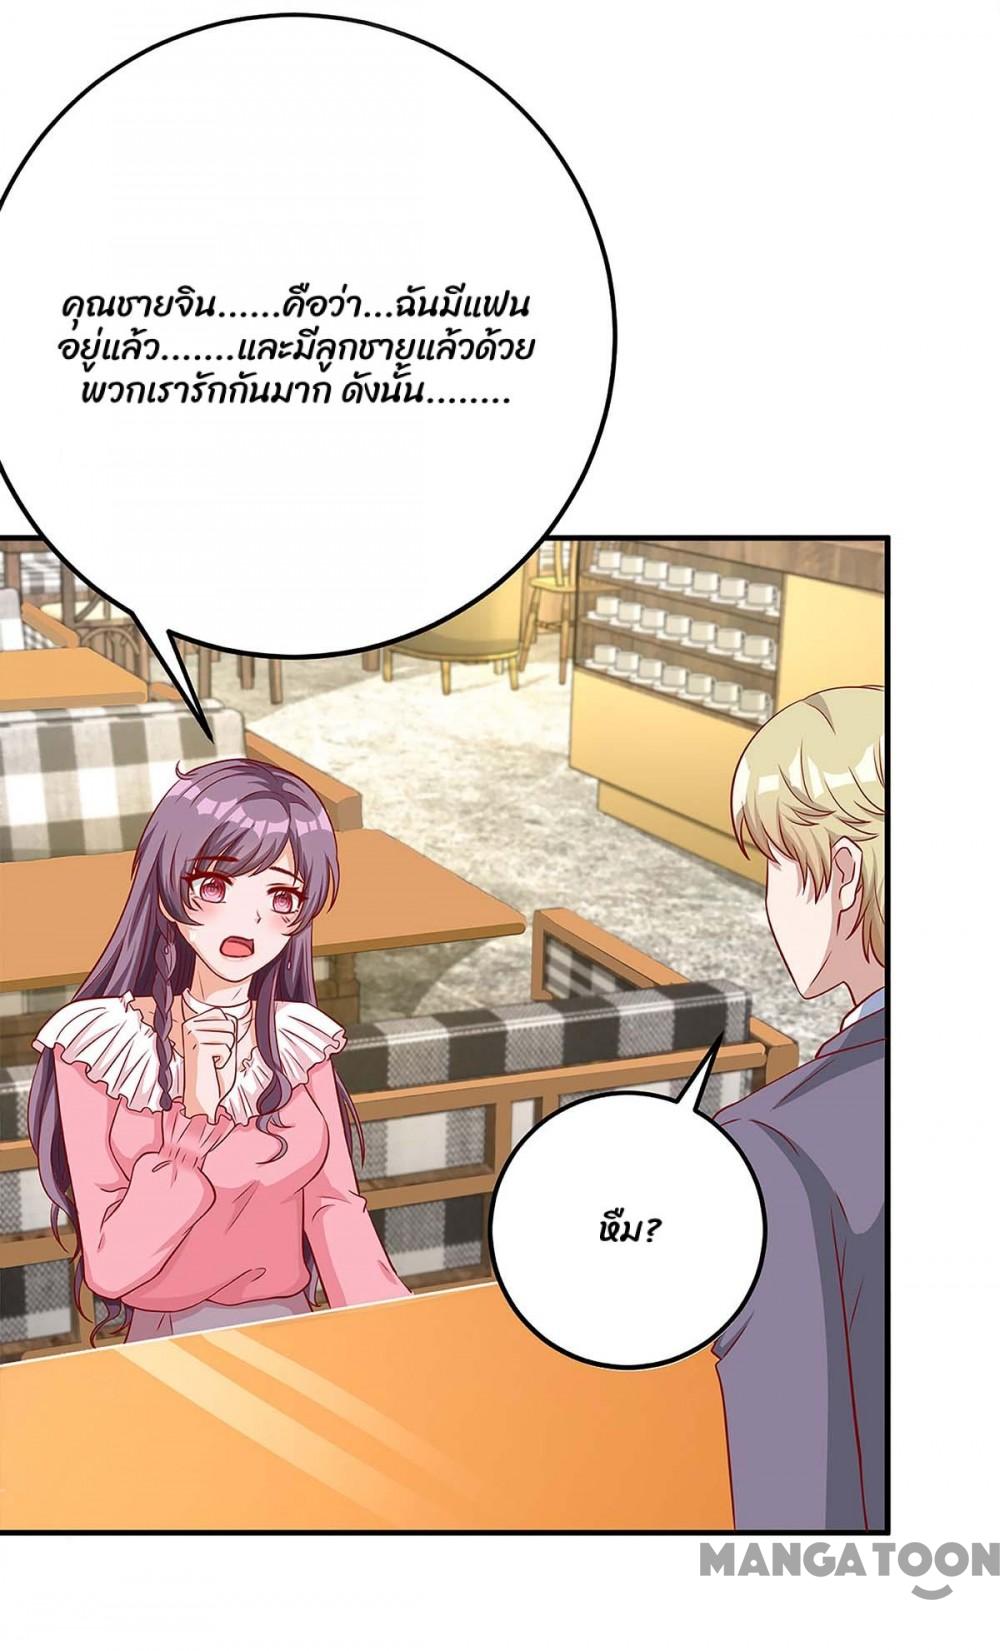 คุณชายจิน......คือว่า...ฉันมีแฟน
อยู่แล้ว.......และมีลูกชายแล้วด้วย
พวกเรารักกันมาก ดังนั้น........
หืม?
MANGATOON